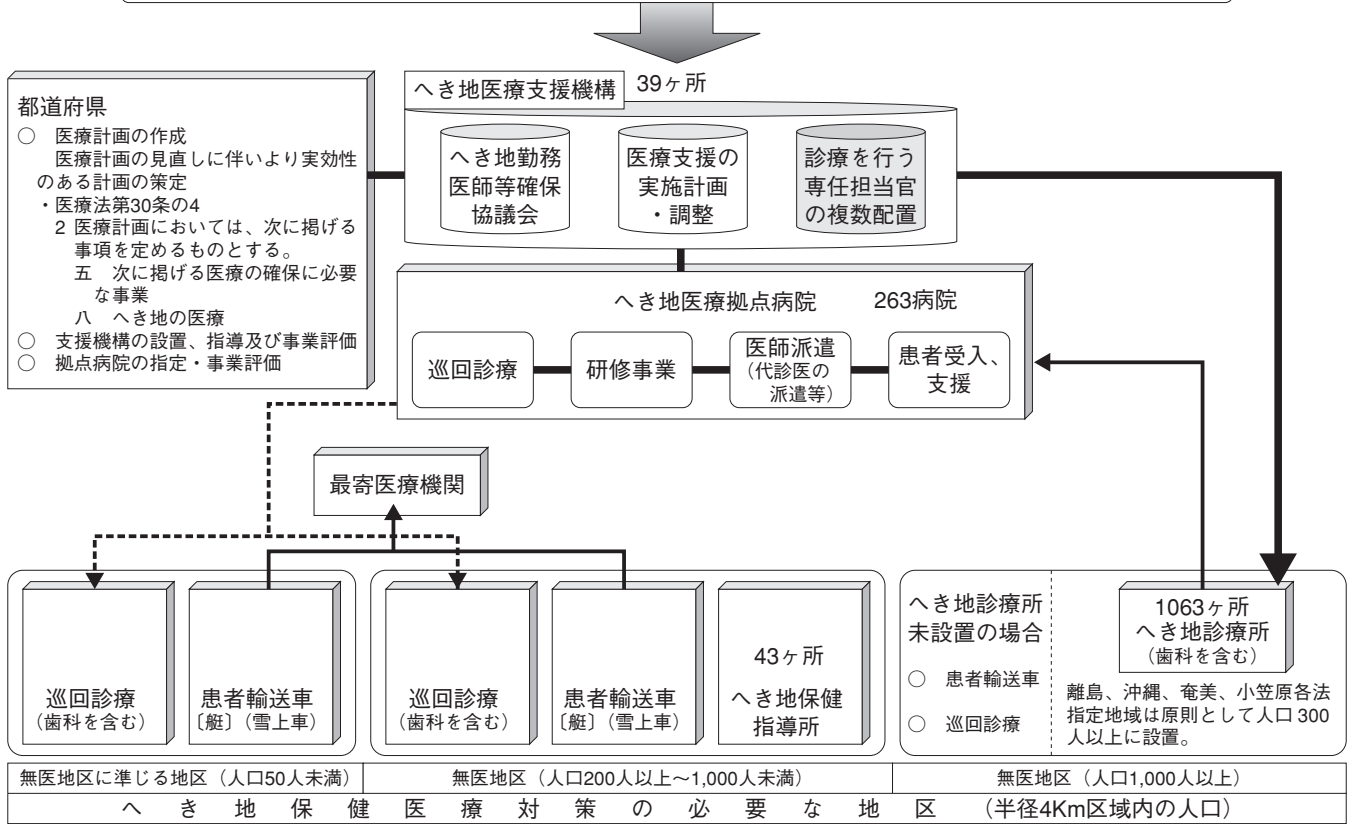 へき地医療支援機構 39ヶ所
都道府県
○ 医療計画の作成
医療計画の見直しに伴いより実効性
のある計画の策定
・医療法第30条の4
2 医療計画においては、次に掲げる
事項を定めるものとする。
五 次に掲げる医療の確保に必要
な事業
八 へき地の医療
○ 支援機構の設置、指導及び事業評価
○ 拠点病院の指定・事業評価
へき地勤務
医師等確保
協議会
医療支援の
実施計画
・調整
診療を行う
専任担当官
の複数配置
へき地医療拠点病院 263病院
巡回診療
研修事業
医師派遣
(代診医の
派遣等)
患者受入、
支援
最寄医療機関
巡回診療
(歯科を含む)
患者輸送車
〔艇〕(雪上車)
巡回診療
(歯科を含む)
患者輸送車
〔艇〕(雪上車)
43ヶ所
へき地保健
指導所
へき地診療所
未設置の場合
○ 患者輸送車
○ 巡回診療
1063ヶ所
へき地診療所
(歯科を含む)
離島、沖縄、奄美、小笠原各法
指定地域は原則として人口300
人以上に設置。
無医地区に準じる地区(人口50人未満)
無医地区(人口200人以上~1,000人未満)
無医地区(人口1,000人以上)
へき地保健医療対策の必要な地区 (半径4Km区域内の人口)